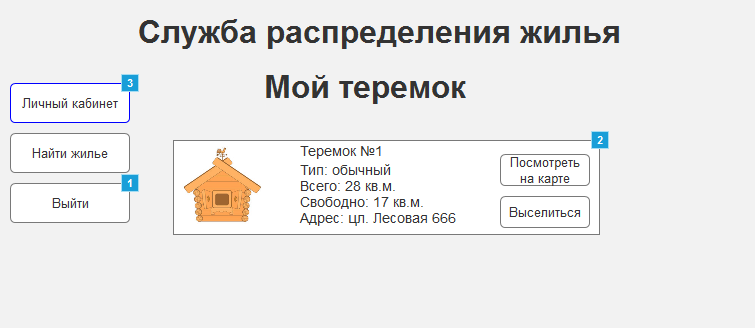 Служба распределения жилья
Мой теремок
3
Личный кабинет
Найти жилье
1
Выйти
2
Теремок №1
Тип: обычный
Всего: 28 кв.м.
Свободно: 17 кв.м.
Адрес: цл. Лесовая 666
Посмотреть
на карте
Выселиться